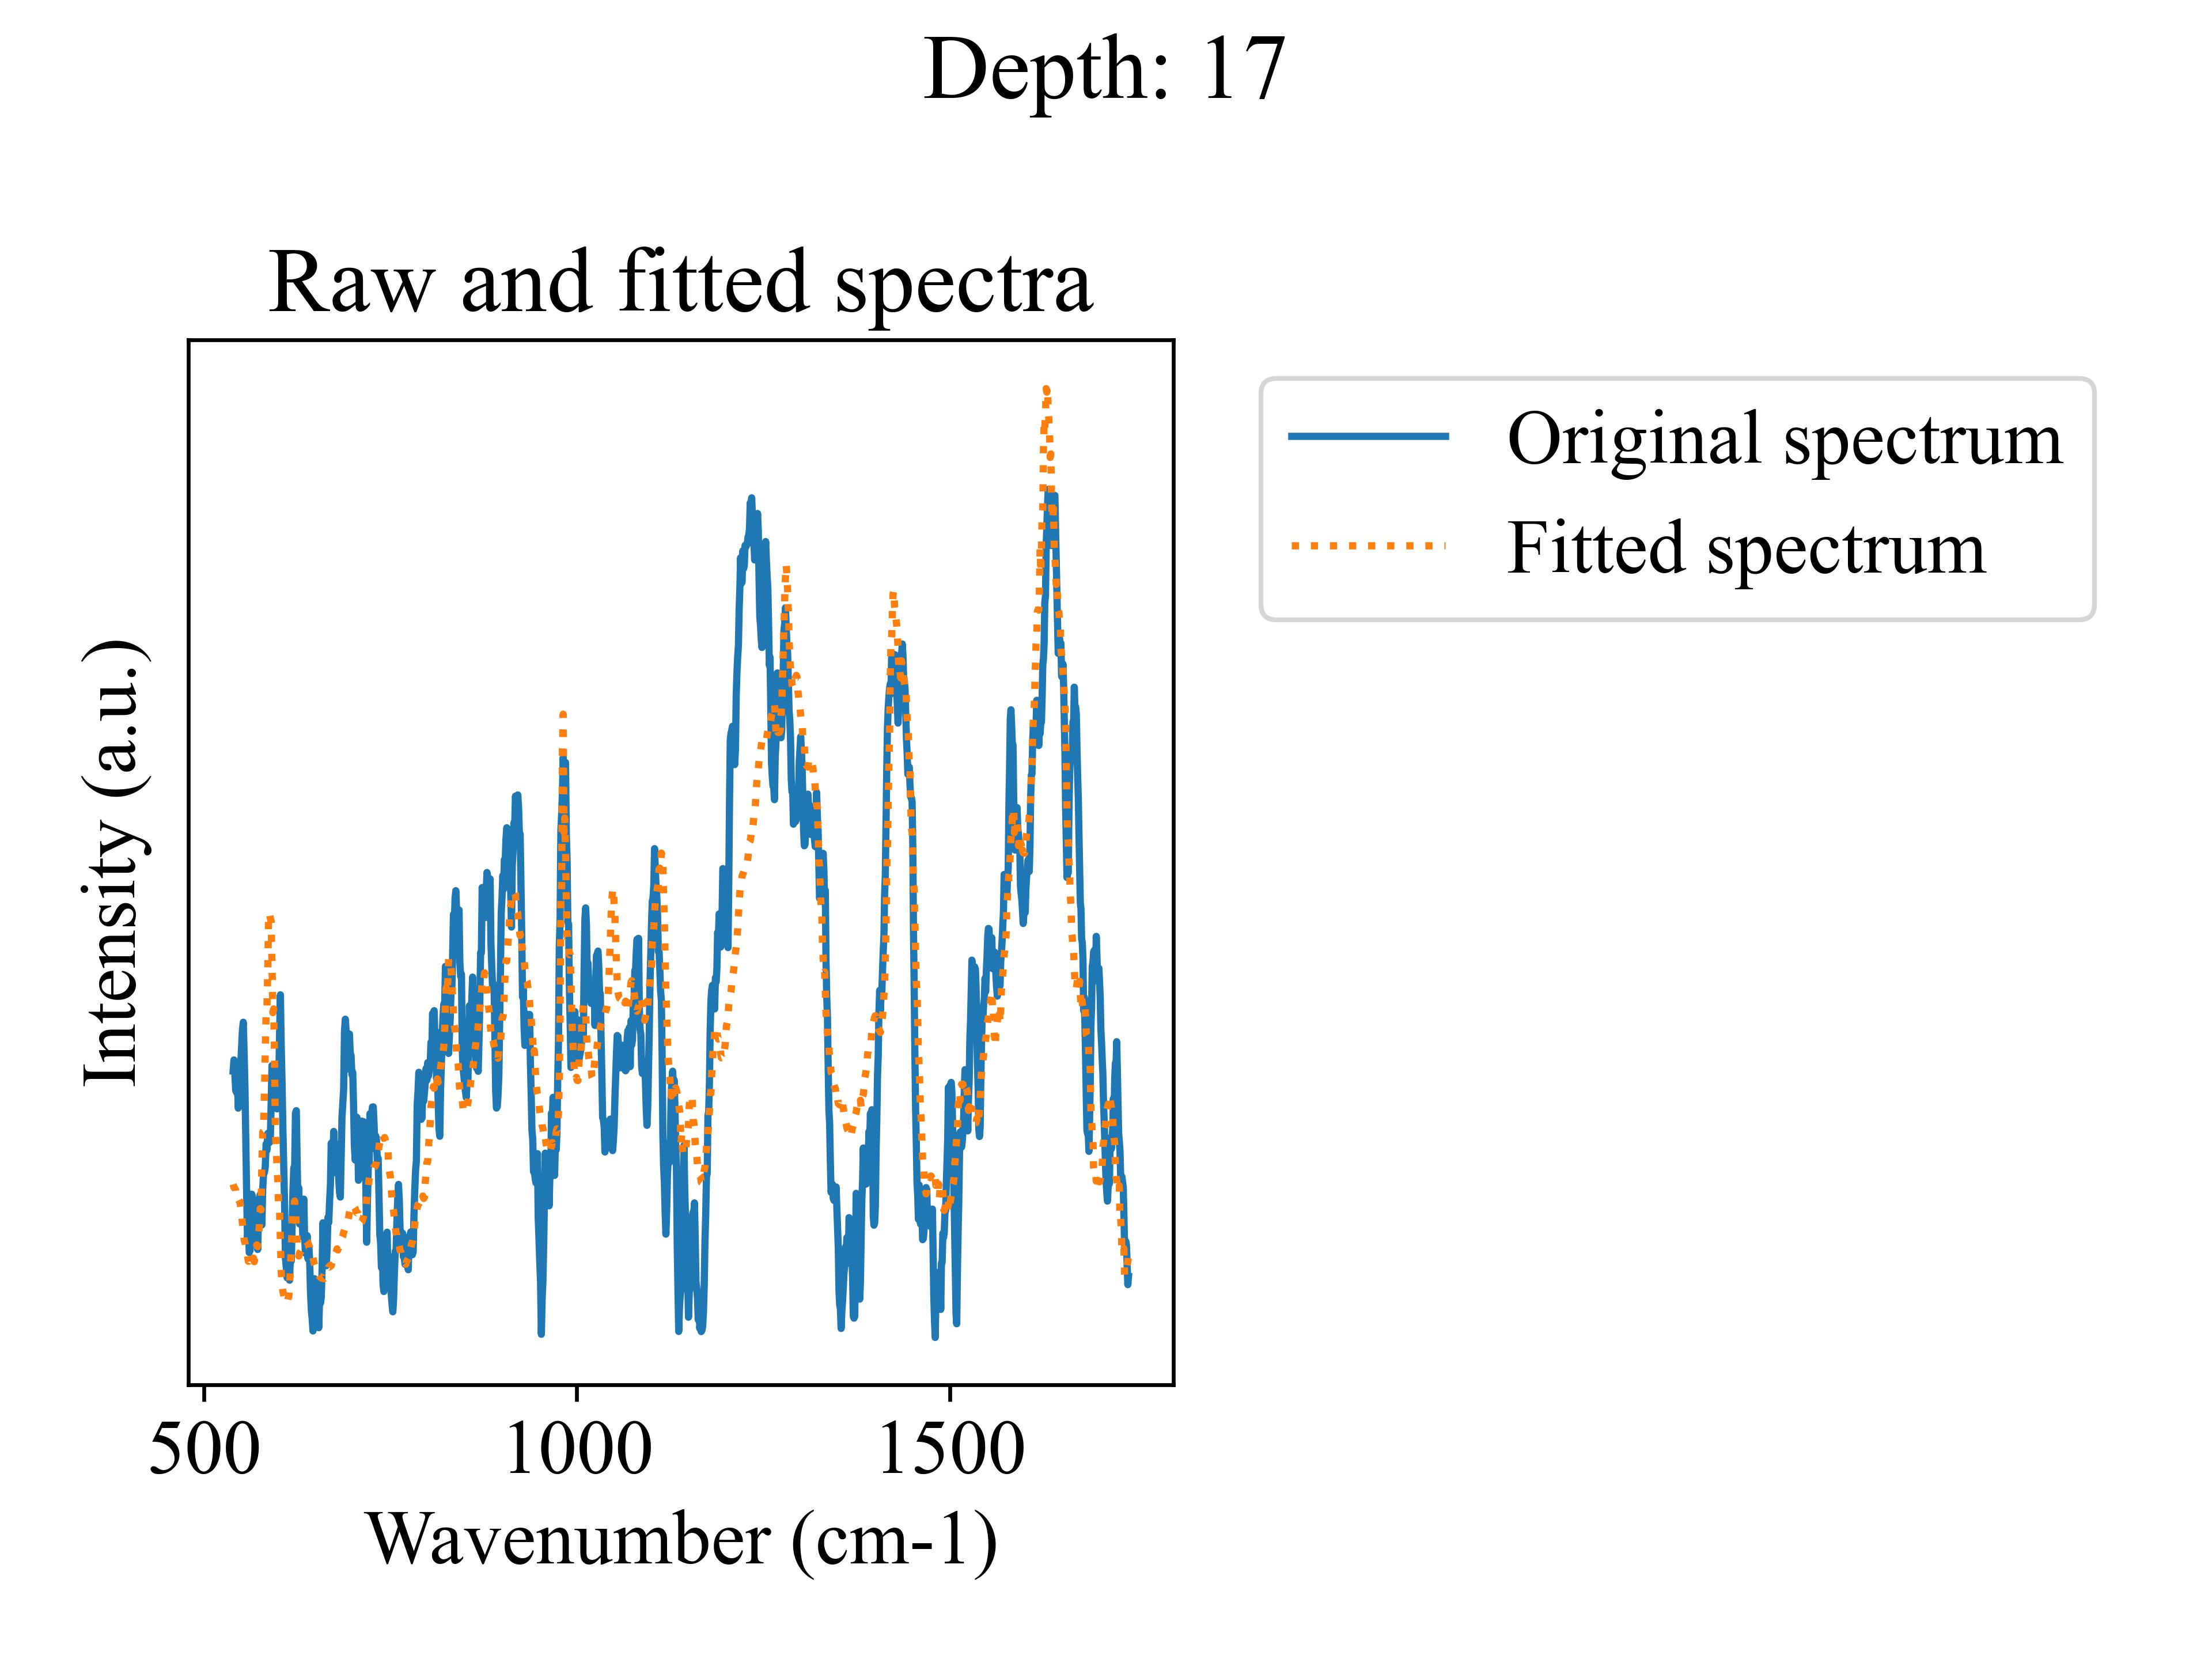 Depth: 17
Raw and fitted spectra
Original spectrum
Fitted spectrum
Intensity (a.u.)
500 1000 1500
Wavenumber (cm-1)